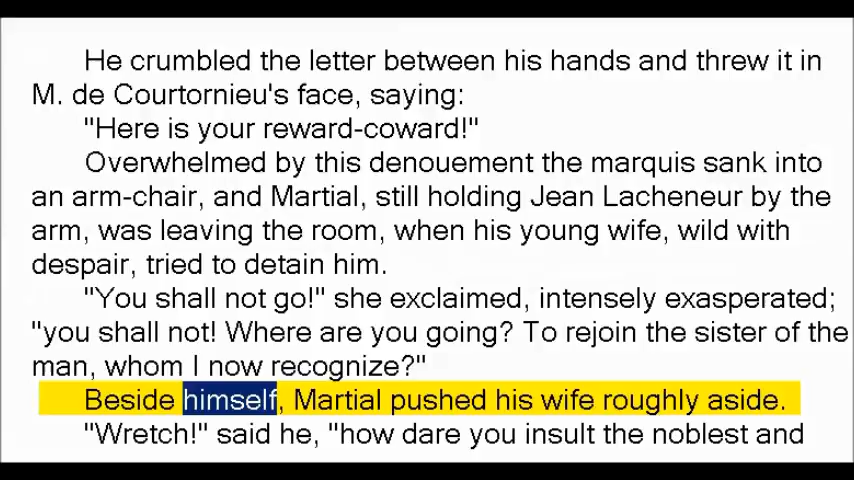 He crumbled the letter between his hands and threw it in
M. de Courtornieu's face, saying:
"Here is your reward-coward!"
Overwhelmed by this denouement the marquis sank into
an arm-chair, and Martial, still holding Jean Lacheneur by the
arm, was leaving the room, when his young wife, wild with
despair, tried to detain him.
"You shall not go!" she exclaimed, intensely exasperated;
"you shall not! Where are you going? To rejoin the sister of the
man, whom I now recognize?"
Beside himself, Martial pushed his wife roughly aside.
"Wretch!" said he, "how dare you insult the noblest and